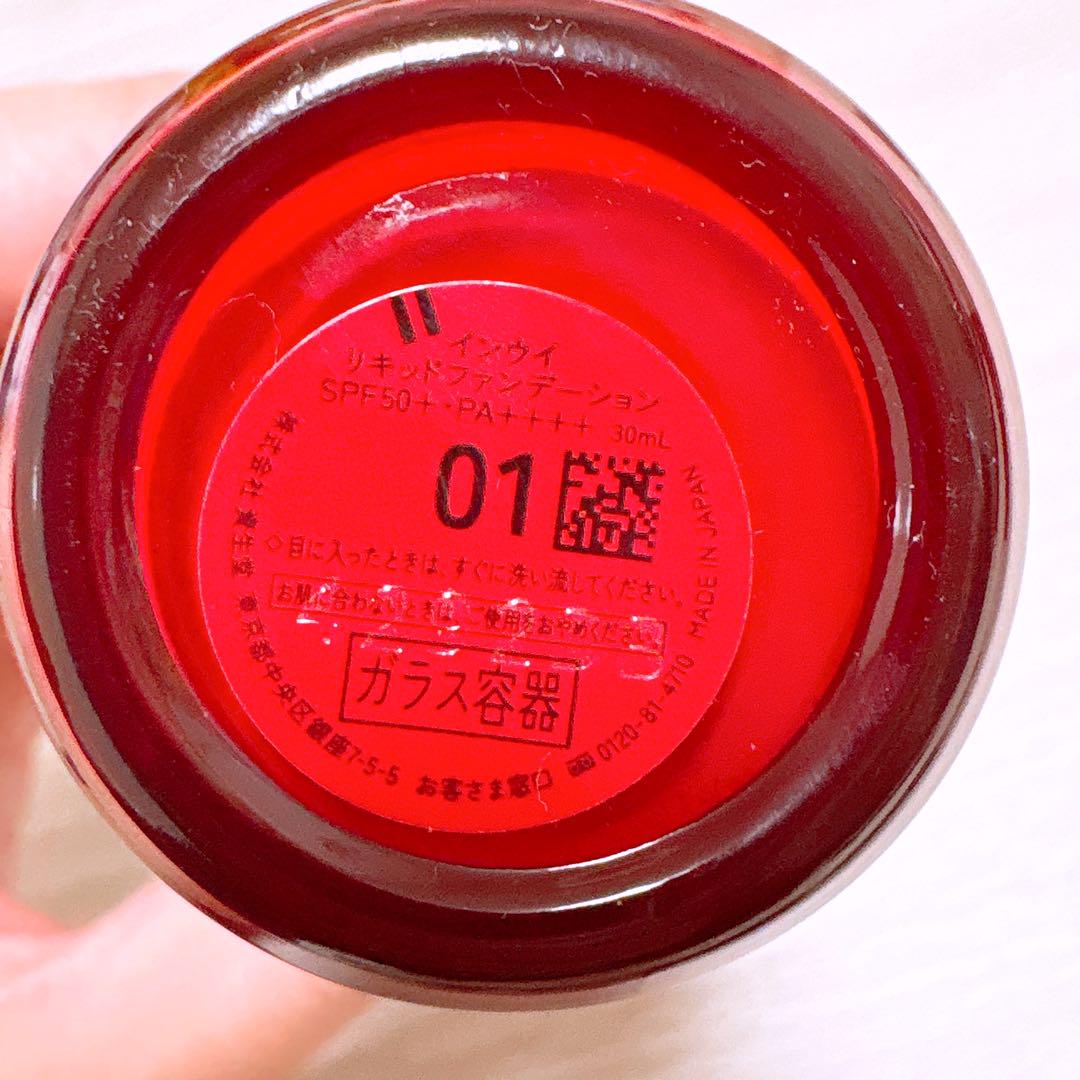 インウイ
リキッドファンデーション
SPF50+・PA++++ 30mL
01
◇目に入ったときは、すぐに洗い流してください。
お肌に合わないときは、ご使用をおやめください。
ガラス容器
株式会社 資生堂 東京都中央区銀座7-5-5 お客さま窓口 0120-81-4710 MADE IN JAPAN